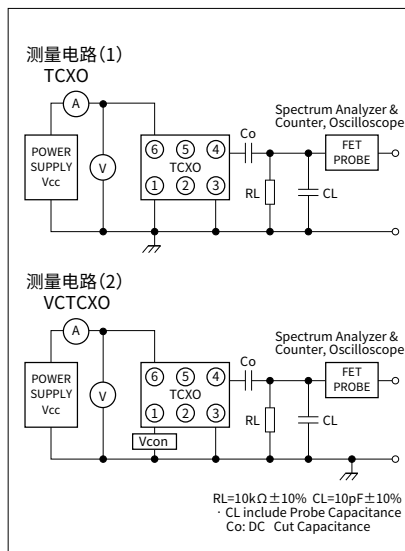 测量电路(1)
TCXO
A
POWER
SUPPLY
Vcc
V
6 5 4
TCXO
1 2 3
Co
RL
CL
Spectrum Analyzer &
Counter, Oscilloscope
FET
PROBE
测量电路(2)
VCTCXO
A
POWER
SUPPLY
Vcc
V
6 5 4
TCXO
1 2 3
Vcon
Co
RL
CL
Spectrum Analyzer &
Counter, Oscilloscope
FET
PROBE
RL=10kΩ±10% CL=10pF±10%
· CL include Probe Capacitance
Co: DC Cut Capacitance